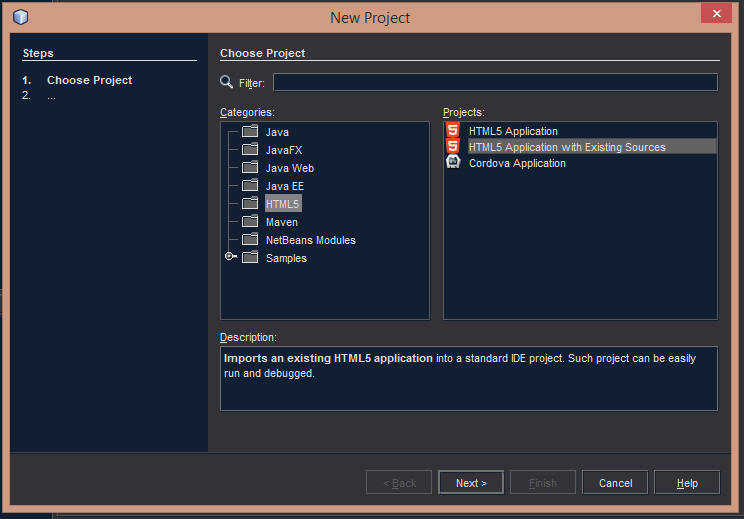 New Project
Steps
1. Choose Project
2. ...
Choose Project
Filter:
Categories:
Java
JavaFX
Java Web
Java EE
HTML5
Maven
NetBeans Modules
Samples
Projects:
HTML5 Application
HTML5 Application with Existing Sources
Cordova Application
Description:
Imports an existing HTML5 application into a standard IDE project. Such project can be easily
run and debugged.
< Back
Next >
Finish
Cancel
Help